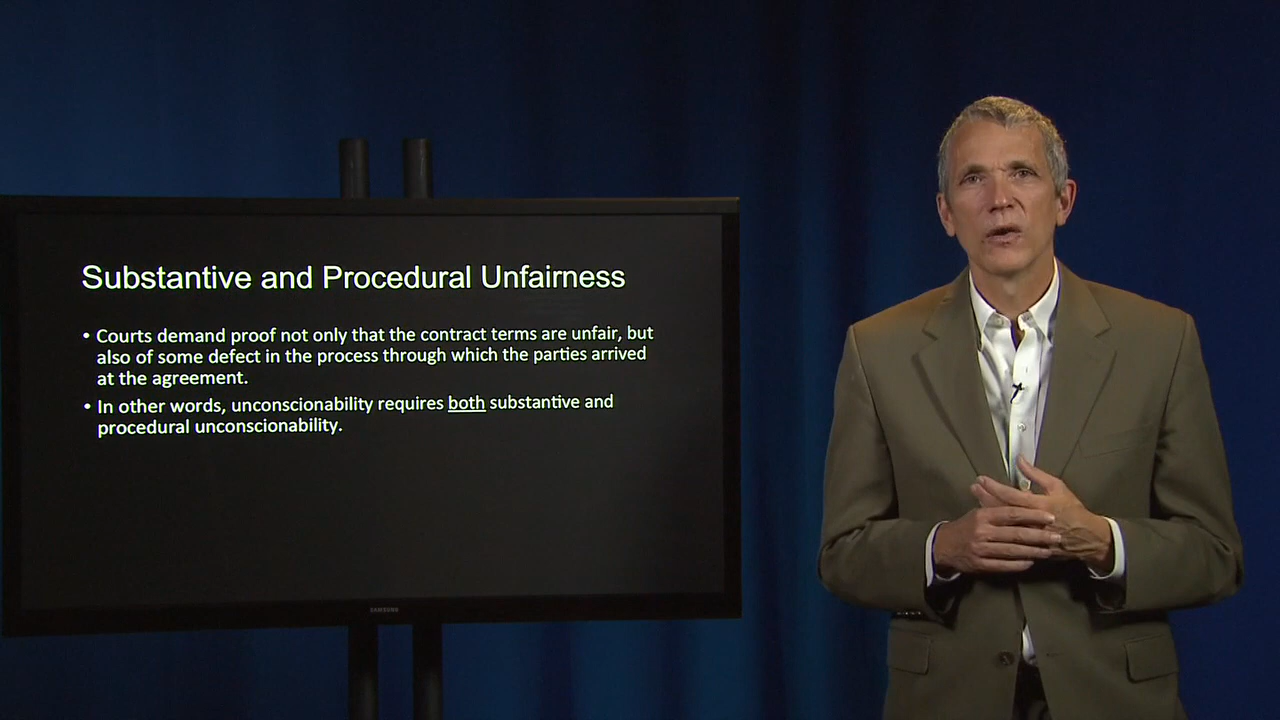 Substantive and Procedural Unfairness
• Courts demand proof not only that the contract terms are unfair, but
also of some defect in the process through which the parties arrived
at the agreement.
• In other words, unconscionability requires both substantive and
procedural unconscionability.
SAMSUNG